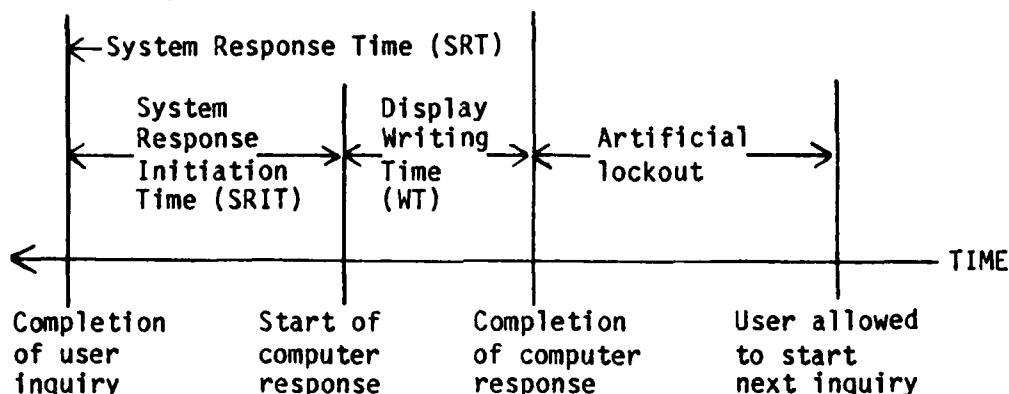 System Response Time (SRT)
System
Response
Initiation
Time (SRIT)
Display
Writing
Time
(WT)
Artificial
lockout
TIME
Completion
of user
inquiry
Start of
computer
response
Completion
of computer
response
User allowed
to start
next inquiry